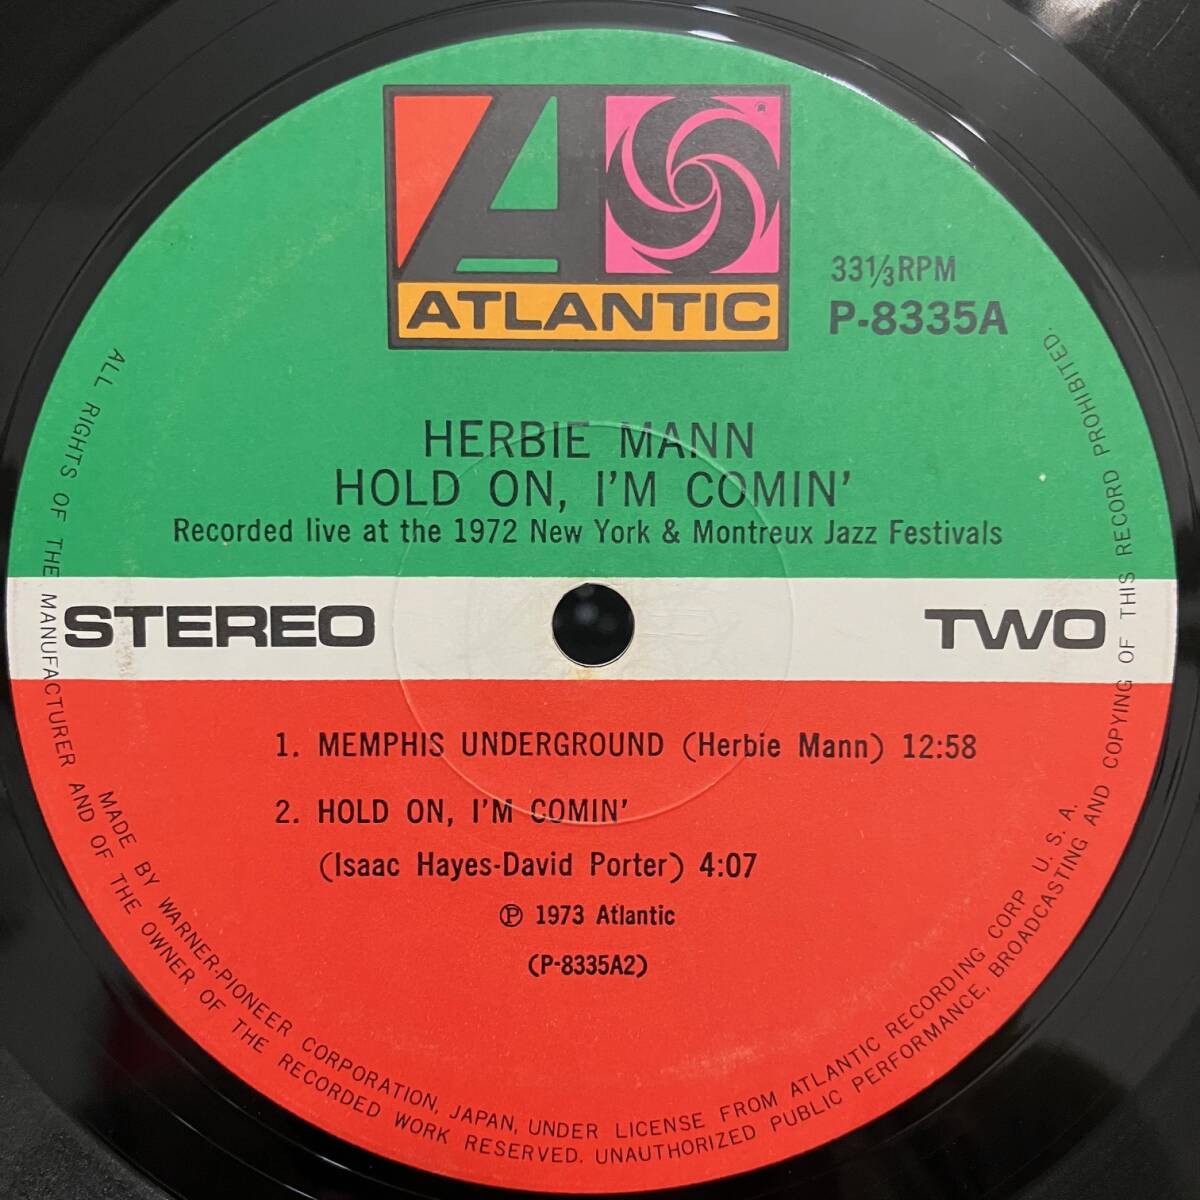 ATLANTIC
33⅓RPM
P-8335A
HERBIE MANN
HOLD ON, I'M COMIN'
Recorded live at the 1972 New York & Montreux Jazz Festivals
STEREO
TWO
1. MEMPHIS UNDERGROUND (Herbie Mann) 12:58
2. HOLD ON, I'M COMIN'
(Isaac Hayes-David Porter) 4:07
Ⓟ 1973 Atlantic
(P-8335A2)
MADE BY WARNER-PIONEER CORPORATION, JAPAN, UNDER LICENSE FROM ATLANTIC RECORDING CORP U. S. A.
ALL RIGHTS OF THE MANUFACTURER AND OF THE OWNER OF THE RECORDED WORK RESERVED. UNAUTHORIZED PUBLIC PERFORMANCE, BROADCASTING AND COPYING OF THIS RECORD PROHIBITED.